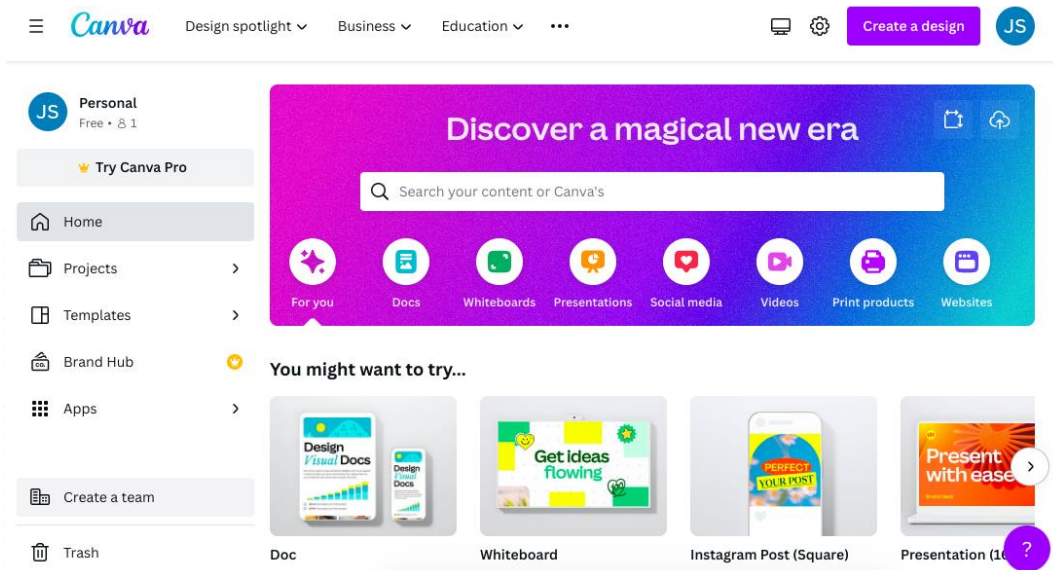 Canva
Design spotlight
Business
Education
Create a design
JS
JS
Personal
Free • 1
Try Canva Pro
Home
Projects
Templates
Brand Hub
CO.
Apps
Create a team
Trash
Discover a magical new era
Search your content or Canva's
For you
Docs
Whiteboards
Presentations
Social media
Videos
Print products
Websites
You might want to try...
Design
Visual Docs
Design
Visual
Docs
Get ideas
flowing
PERFECT
YOUR POST
Present
with ease
Doc
Whiteboard
Instagram Post (Square)
Presentation (16
?